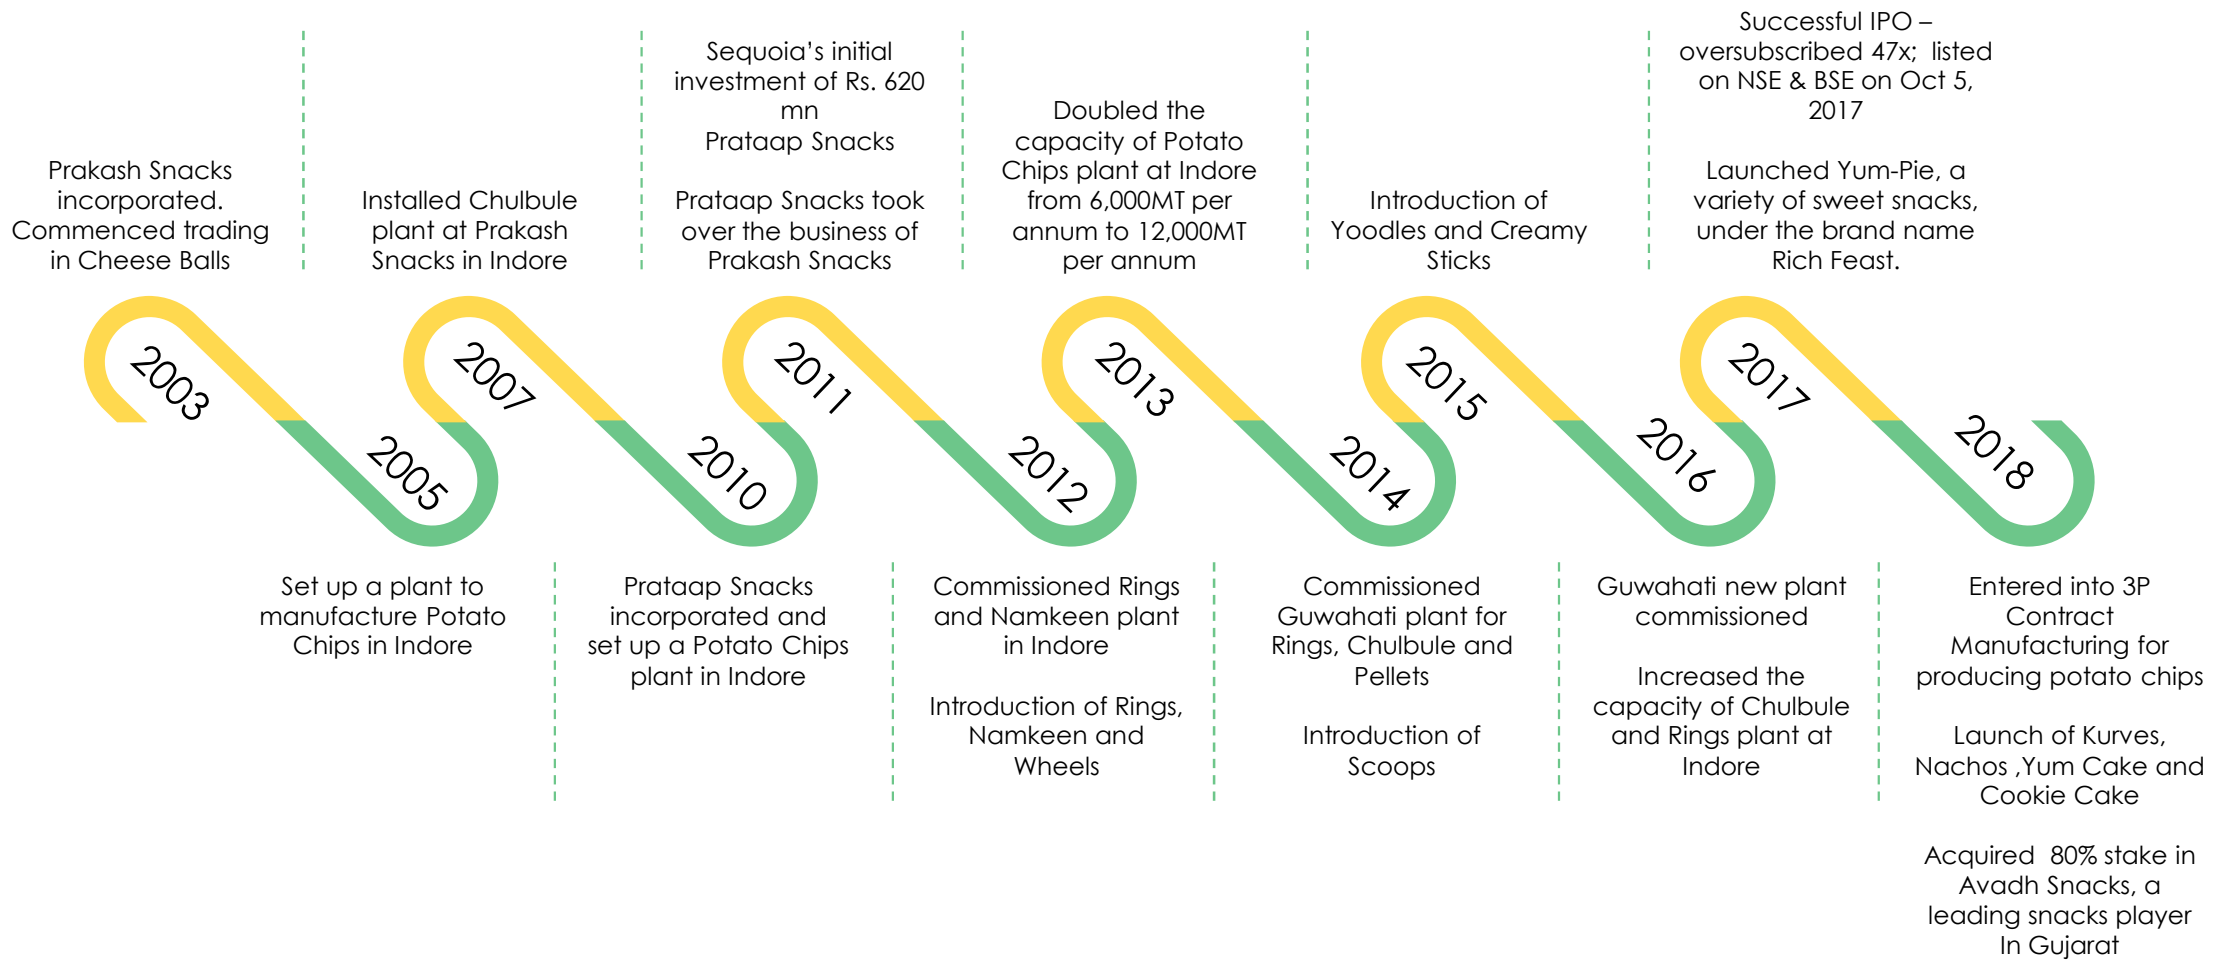 Prakash Snacks
incorporated.
Commenced trading
in Cheese Balls
2003
Set up a plant to
manufacture Potato
Chips in Indore
2005
Installed Chulbule
plant at Prakash
Snacks in Indore
2007
Prataap Snacks
incorporated and
set up a Potato Chips
plant in Indore
2010
Sequoia’s initial
investment of Rs. 620
mn
Prataap Snacks
Prataap Snacks took
over the business of
Prakash Snacks
2011
Commissioned Rings
and Namkeen plant
in Indore
Introduction of Rings,
Namkeen and
Wheels
2012
Doubled the
capacity of Potato
Chips plant at Indore
from 6,000MT per
annum to 12,000MT
per annum
2013
Commissioned
Guwahati plant for
Rings, Chulbule and
Pellets
Introduction of
Scoops
2014
Introduction of
Yoodles and Creamy
Sticks
2015
Guwahati new plant
commissioned
Increased the
capacity of Chulbule
and Rings plant at
Indore
2016
Successful IPO –
oversubscribed 47x;  listed
on NSE & BSE on Oct 5,
2017
Launched Yum-Pie, a
variety of sweet snacks,
under the brand name
Rich Feast.
2017
Entered into 3P
Contract
Manufacturing for
producing potato chips
Launch of Kurves,
Nachos ,Yum Cake and
Cookie Cake
Acquired  80% stake in
Avadh Snacks, a
leading snacks player
In Gujarat
2018